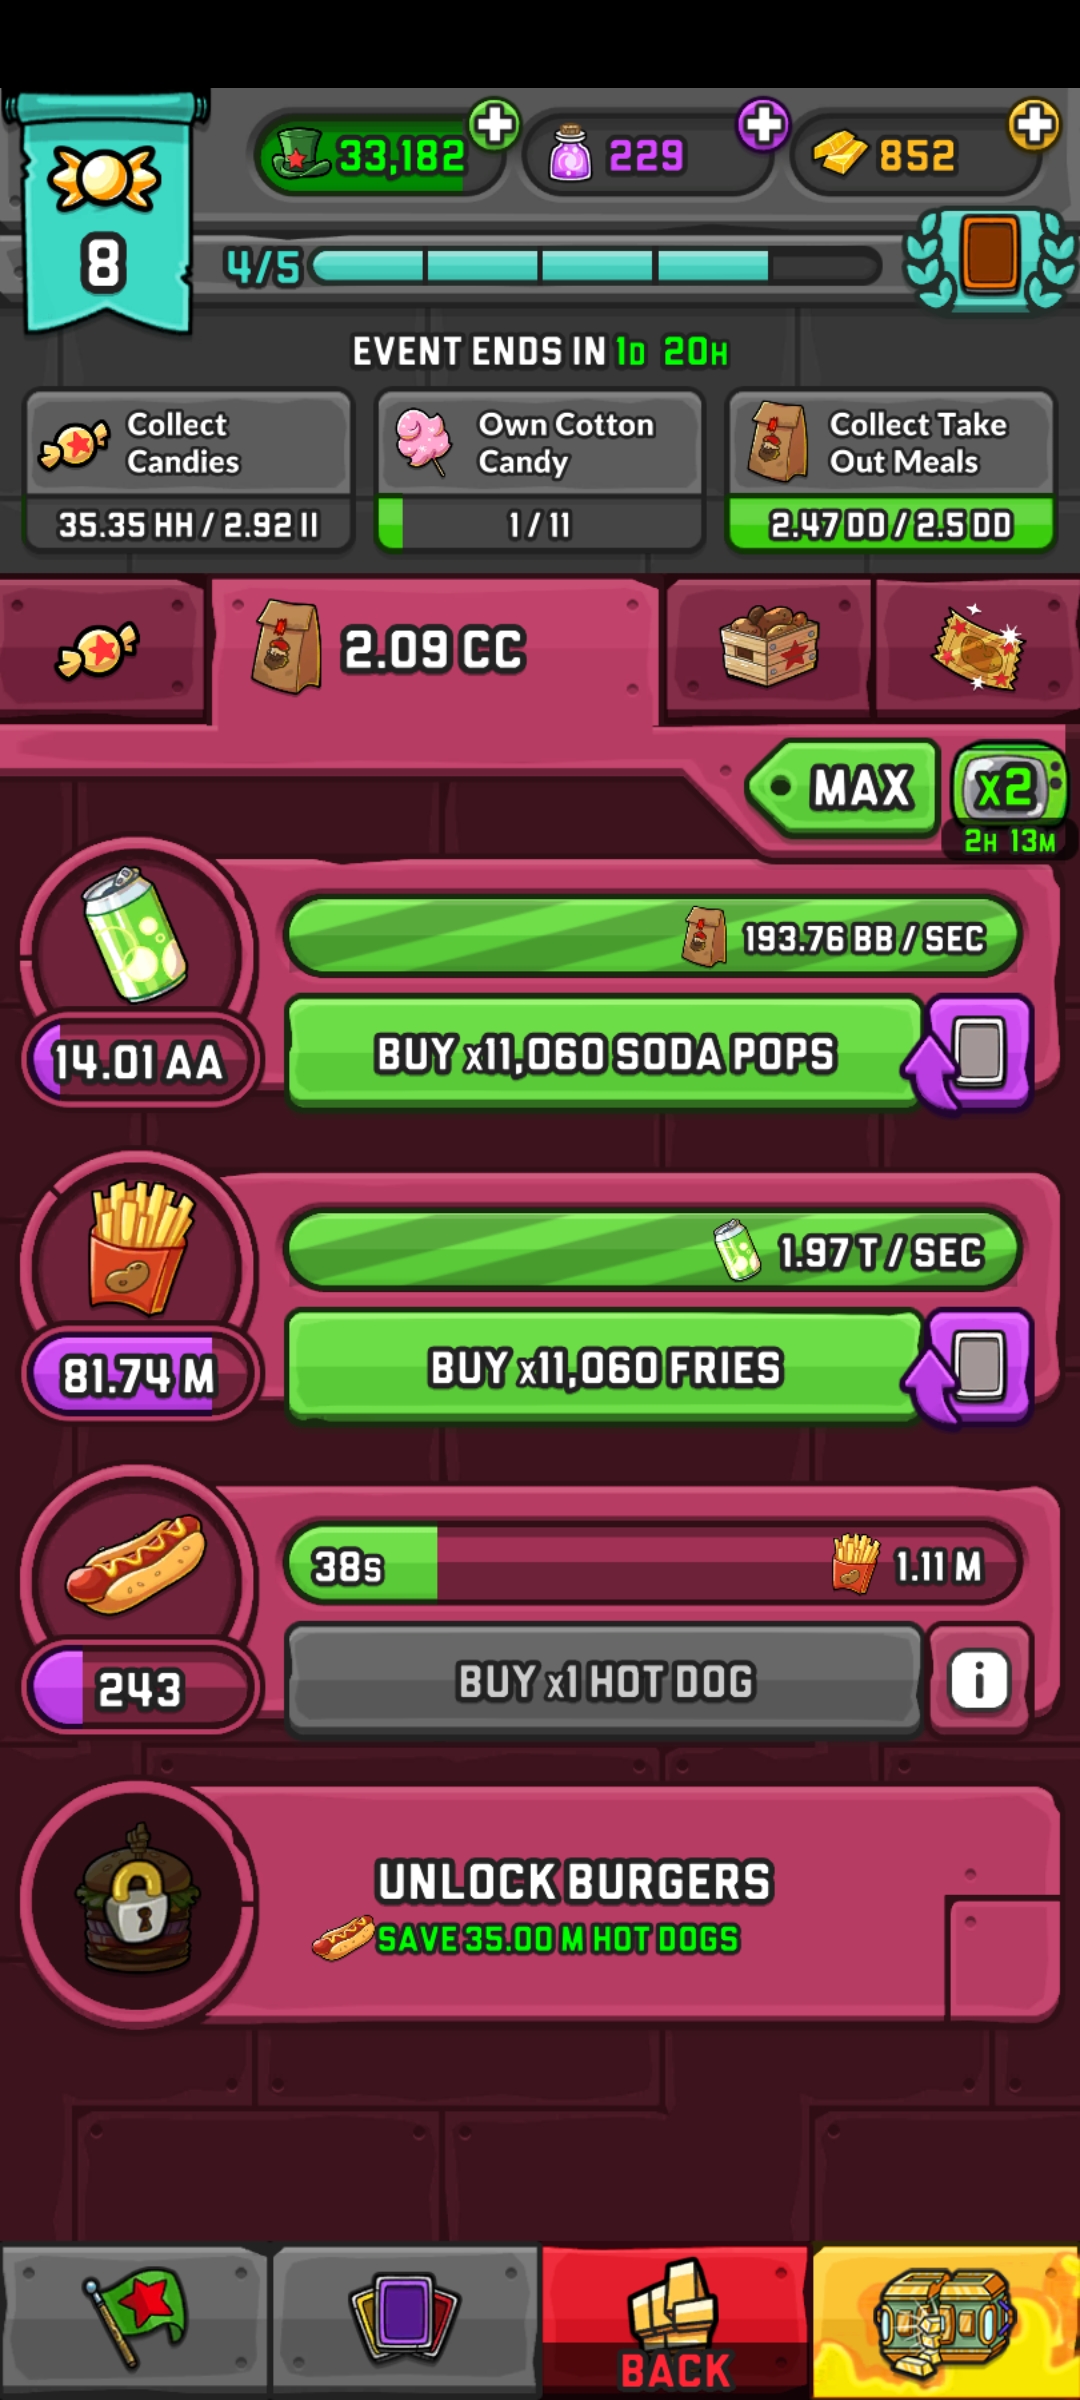 33,182
229
852
8
4/5
EVENT ENDS IN 1D 20H
Collect
Candies
35.35 HH / 2.92 II
Own Cotton
Candy
1 / 11
Collect Take
Out Meals
2.47 DD / 2.5 DD
2.09 CC
MAX
x2
2H 13M
193.76 BB / SEC
14.01 AA
BUY x11,060 SODA POPS
1.97 T / SEC
81.74 M
BUY x11,060 FRIES
38s
1.11 M
243
BUY x1 HOT DOG
i
UNLOCK BURGERS
SAVE 35.00 M HOT DOGS
BACK